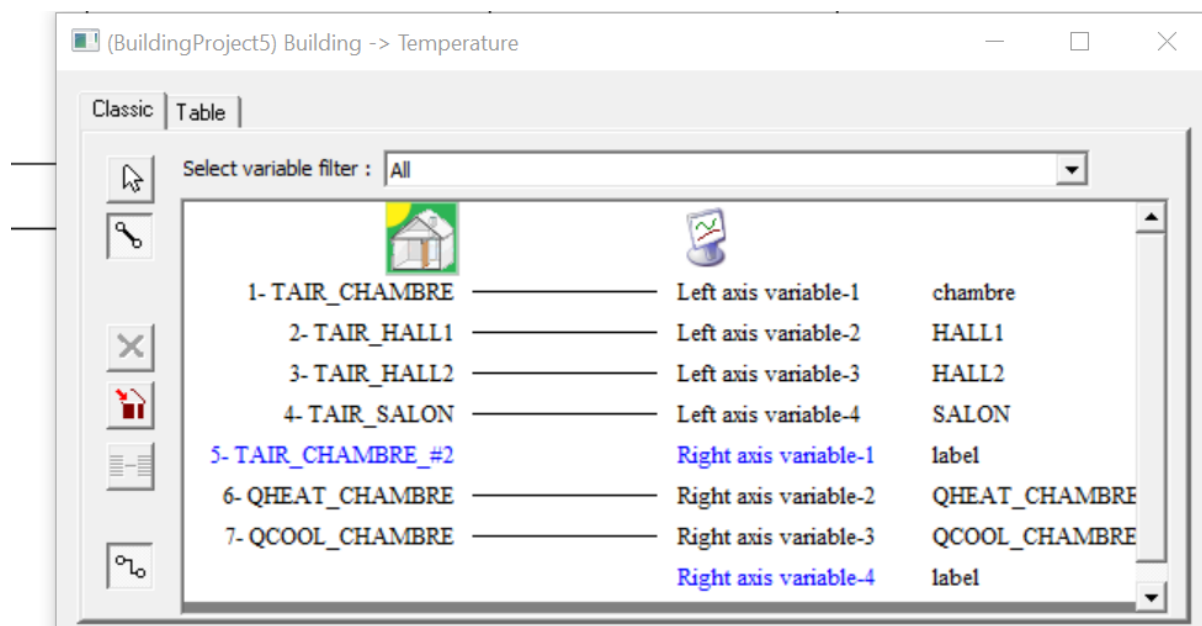 (BuildingProject5) Building -> Temperature
Classic Table
Select variable filter : All
1- TAIR_CHAMBRE Left axis variable-1 chambre
2- TAIR_HALL1 Left axis variable-2 HALL1
3- TAIR_HALL2 Left axis variable-3 HALL2
4- TAIR_SALON Left axis variable-4 SALON
5- TAIR_CHAMBRE_#2 Right axis variable-1 label
6- QHEAT_CHAMBRE Right axis variable-2 QHEAT_CHAMBRE
7- QCOOL_CHAMBRE Right axis variable-3 QCOOL_CHAMBRE
Right axis variable-4 label